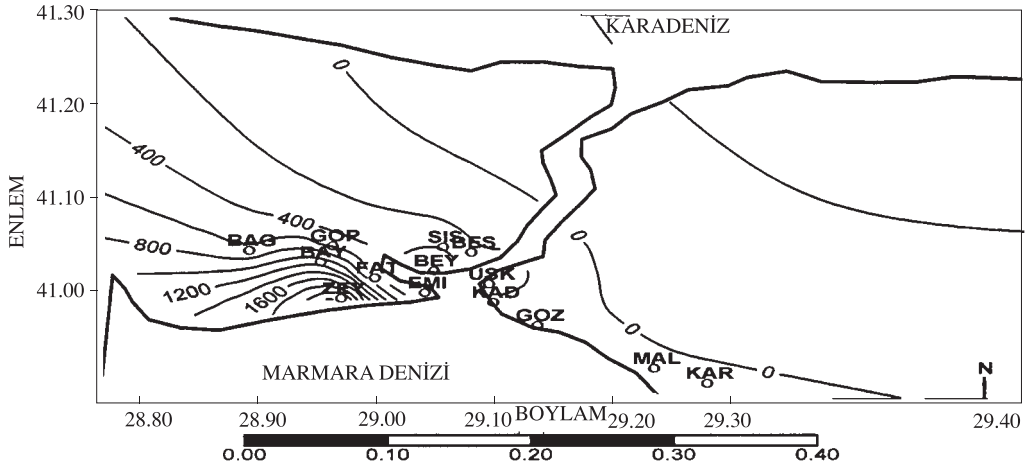 41.30
KARADENİZ
0
41.20
400
ENLEM
41.10
400
GOP
SIS
BES
BAG
800
BAY
BEY
0
FAT
USK
41.00
1200
1600
ZEY
EMI
KAD
GOZ
0
MARMARA DENİZİ
MAL
KAR
0
N
28.80
28.90
29.00
29.10
BOYLAM
29.20
29.30
29.40
0.00
0.10
0.20
0.30
0.40